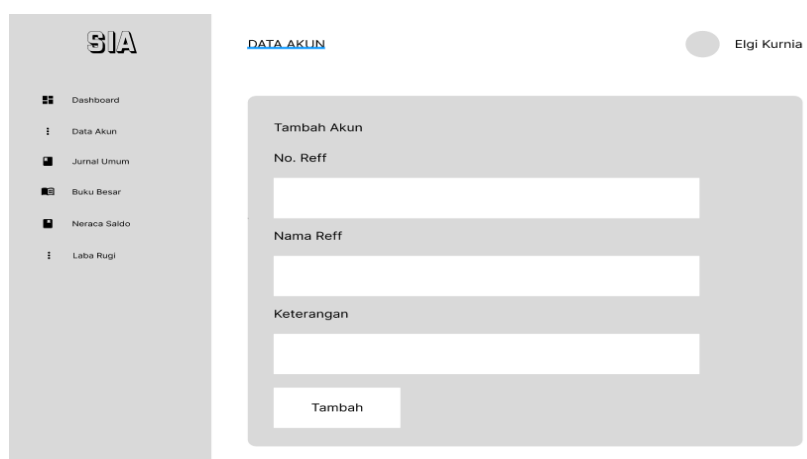 SIA
DATA AKUN
Elgi Kurnia
Dashboard
Data Akun
Jurnal Umum
Buku Besar
Neraca Saldo
Laba Rugi
Tambah Akun
No. Reff
Nama Reff
Keterangan
Tambah